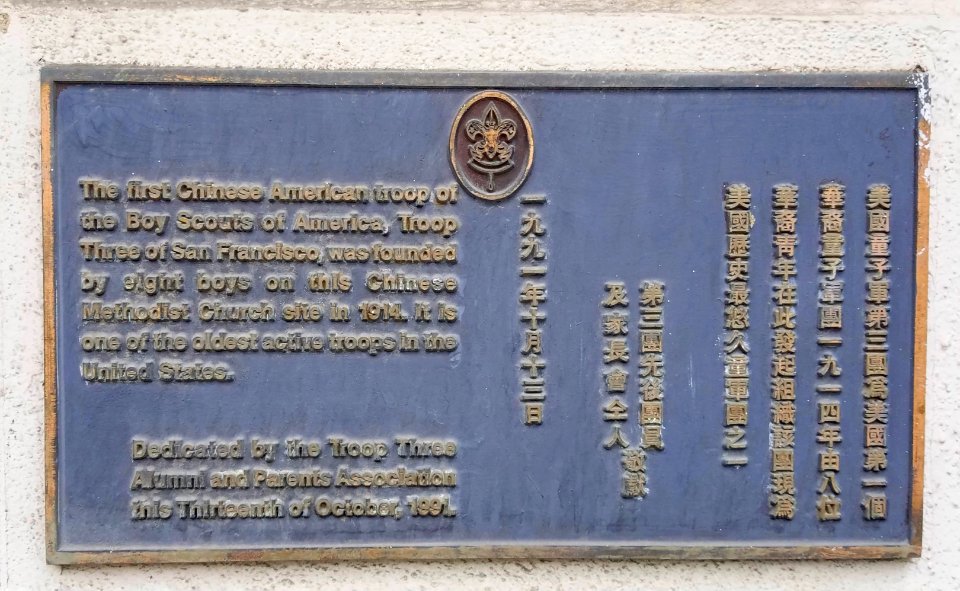 The first Chinese American troop of
the Boy Scouts of America, Troop
Three of San Francisco, was founded
by eight boys on this Chinese
Methodist Church site in 1914. It is
one of the oldest active troops in the
United States.
Dedicated by the Troop Three
Alumni and Parents Association
this Thirteenth of October, 1991.
美國童子軍第三團為美國第一個
華裔童子軍團一九一四年由八位
華裔青年在此發起組織該團現為
美國歷史最悠久童軍團之一
第三團先後團員
及家長會仝人
敬獻
一九九一年十月十三日